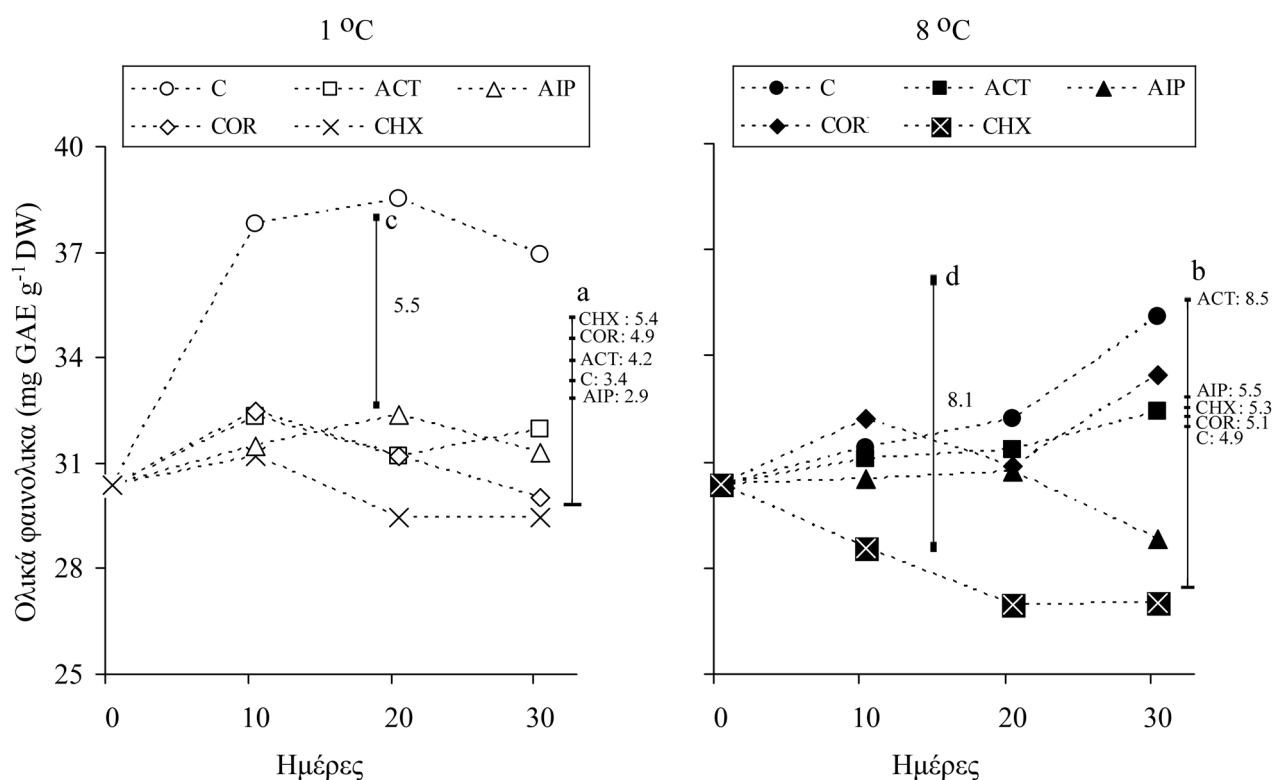 1 °C
C ACT AIP
COR CHX
40
37
34
31
28
25
Ολικά φαινολικα (mg GAE g⁻¹ DW)
c
5.5
a
CHX : 5.4
COR: 4.9
ACT: 4.2
C: 3.4
AIP: 2.9
0 10 20 30
Ημέρες
8 °C
C ACT AIP
COR CHX
d
8.1
b
ACT: 8.5
AIP: 5.5
CHX: 5.3
COR: 5.1
C: 4.9
0 10 20 30
Ημέρες